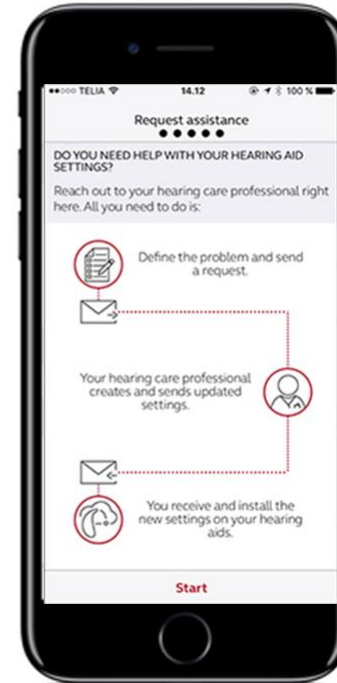 TELIA 14.12 100 %
Request assistance
DO YOU NEED HELP WITH YOUR HEARING AID
SETTINGS?
Reach out to your hearing care professional right
here. All you need to do is:
Define the problem and send
a request.
Your hearing care professional
creates and sends updated
settings.
You receive and install the
new settings on your hearing
aids.
Start